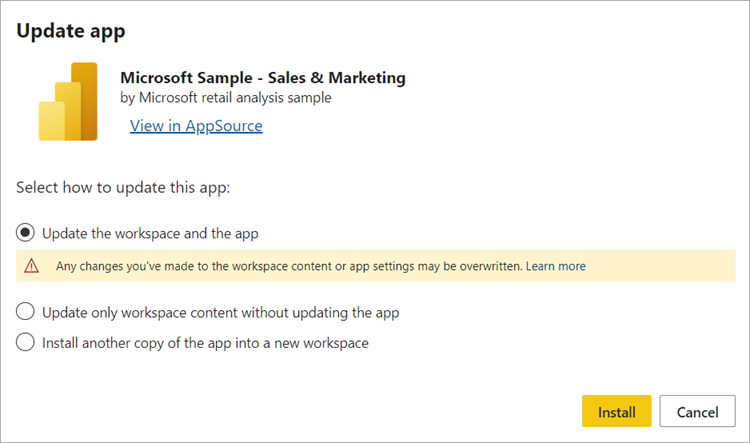 Update app
Microsoft Sample - Sales & Marketing
by Microsoft retail analysis sample
View in AppSource
Select how to update this app:
Update the workspace and the app
Any changes you've made to the workspace content or app settings may be overwritten. Learn more
Update only workspace content without updating the app
Install another copy of the app into a new workspace
Install
Cancel